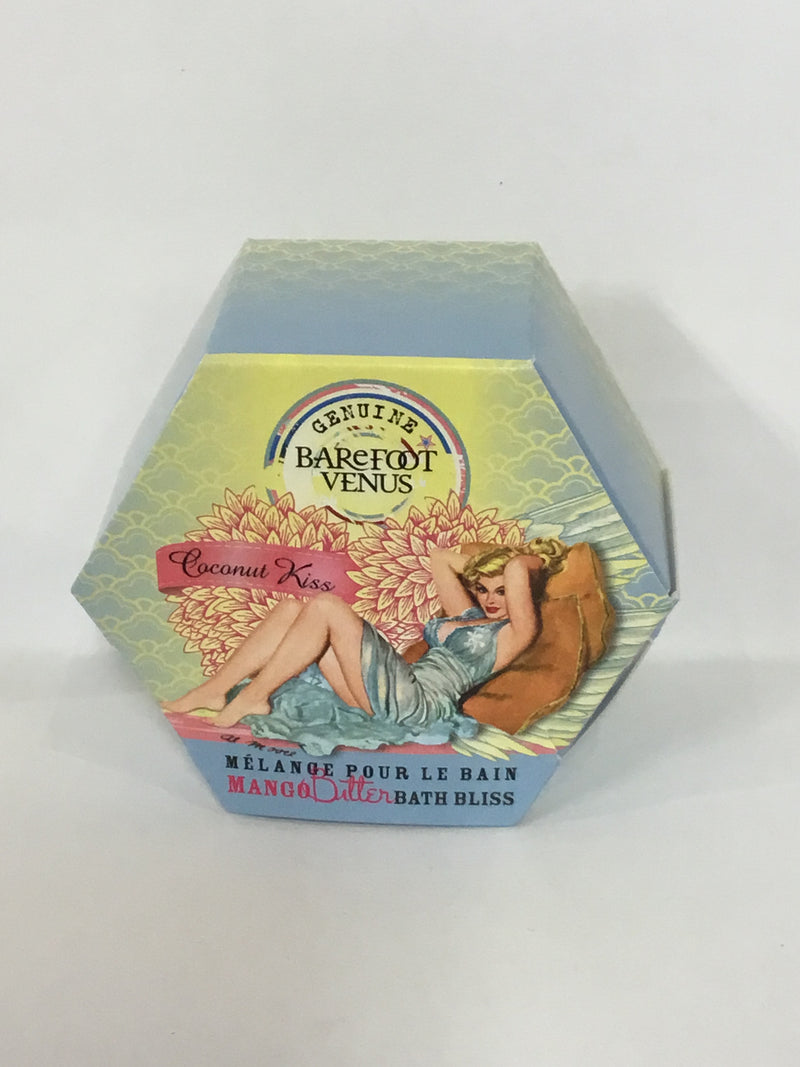 GENUINE
BAREFOOT
VENUS
Coconut Kiss
MÉLANGE POUR LE BAIN
MANGO Butter BATH BLISS